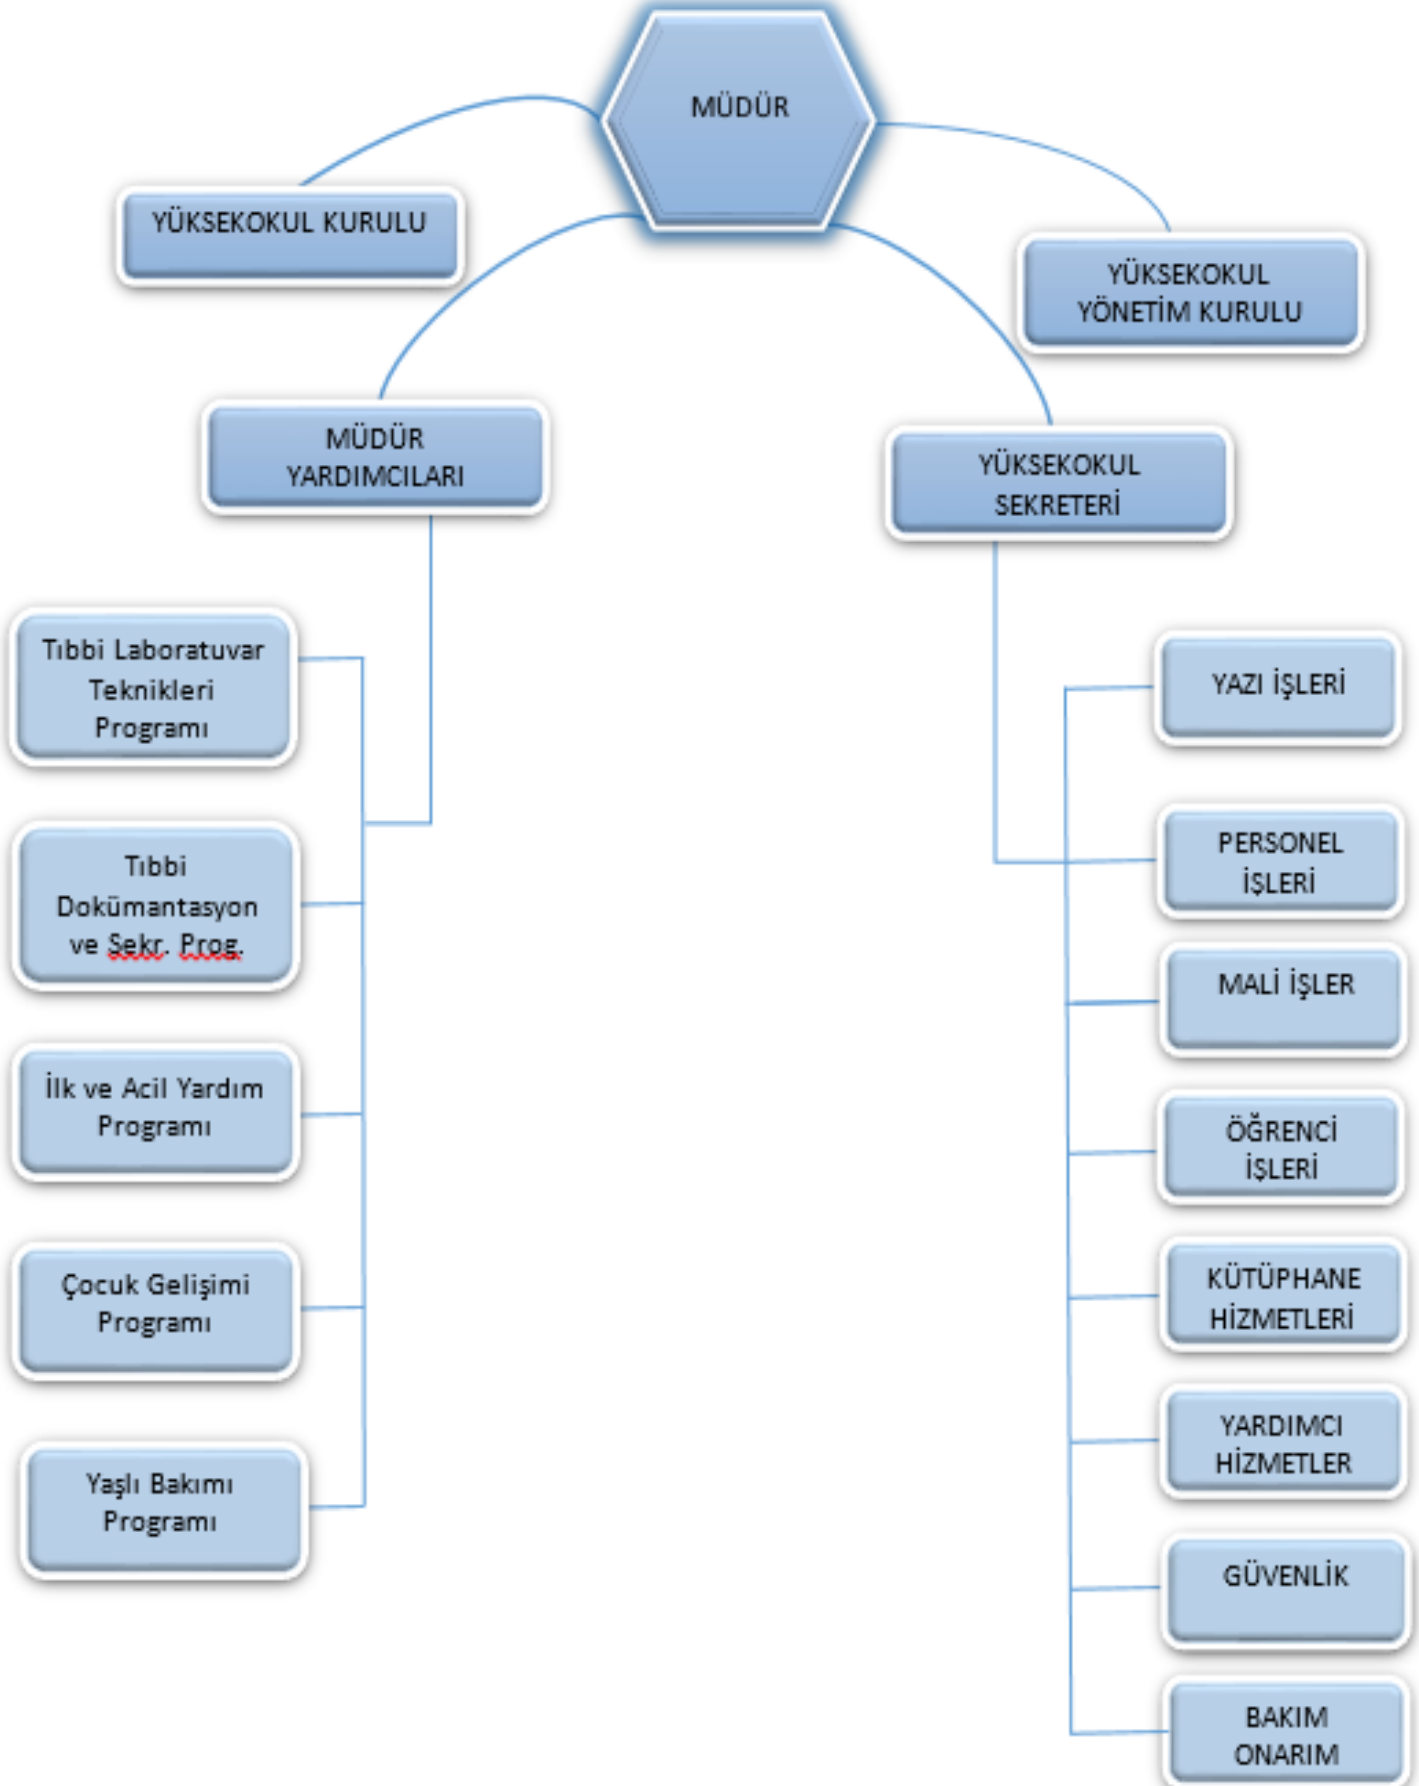 MÜDÜR
YÜKSEKOKUL KURULU
YÜKSEKOKUL
YÖNETİM KURULU
MÜDÜR
YARDIMCILARI
YÜKSEKOKUL
SEKRETERİ
Tıbbi Laboratuvar
Teknikleri
Programı
Tıbbi
Dokümantasyon
ve Sekr. Prog.
İlk ve Acil Yardım
Programı
Çocuk Gelişimi
Programı
Yaşlı Bakımı
Programı
YAZI İŞLERİ
PERSONEL
İŞLERİ
MALİ İŞLER
ÖĞRENCİ
İŞLERİ
KÜTÜPHANE
HİZMETLERİ
YARDIMCI
HİZMETLER
GÜVENLİK
BAKIM
ONARIM